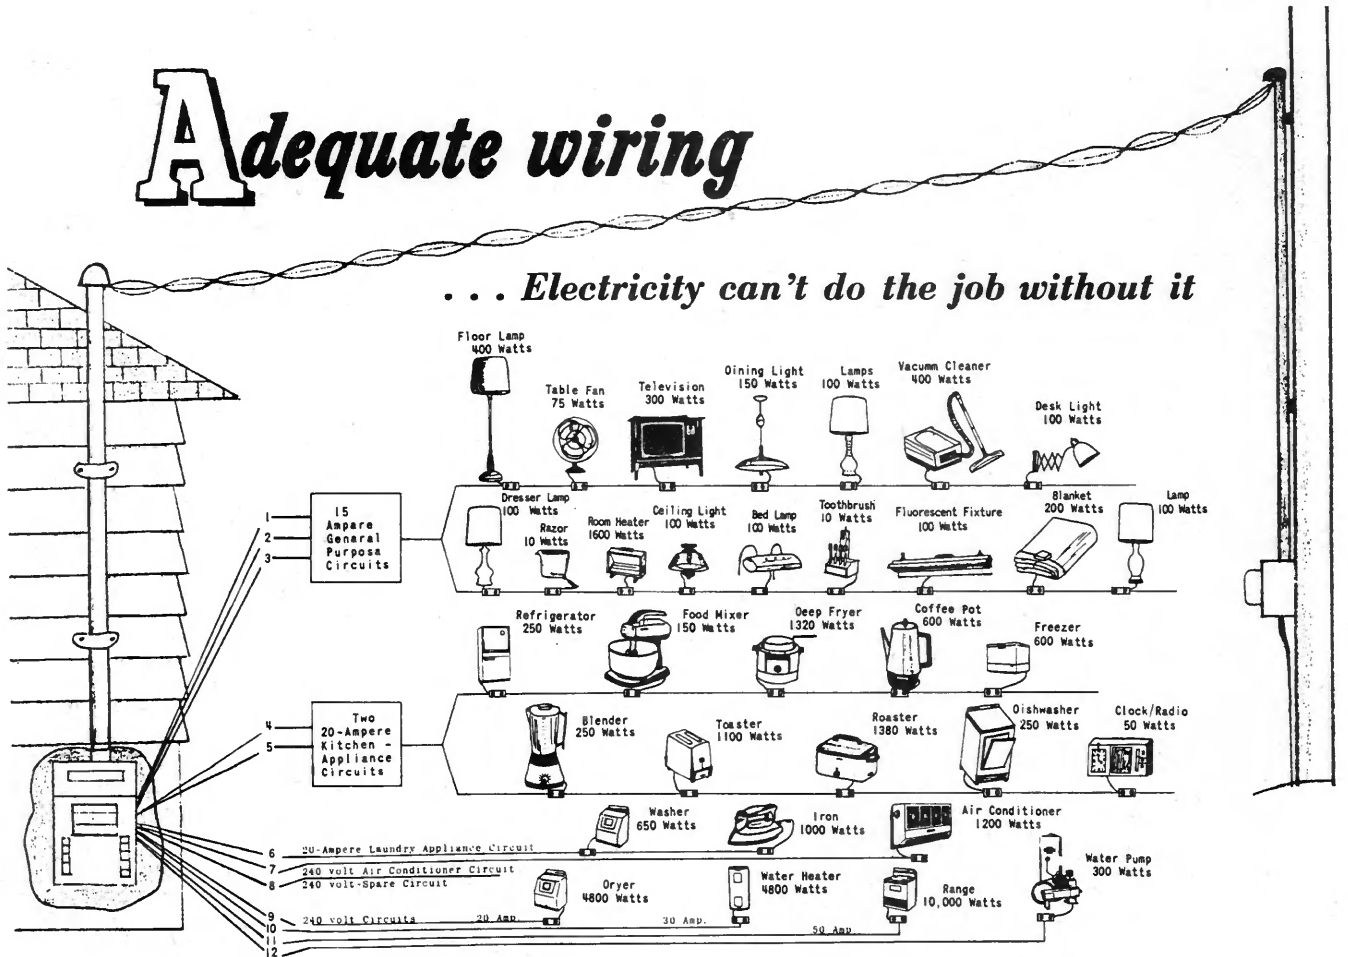 Adequate wiring
. . . Electricity can't do the job without it
Floor Lamp
400 Watts
Table Fan
75 Watts
Television
300 Watts
Oining Light
150 Watts
Lamps
100 Watts
Vacumm Cleaner
400 Watts
Desk Light
100 Watts
1
2
3
15
Ampare
Genaral
Purposa
Circuits
Dresser Lamp
100 Watts
Razor
10 Watts
Room Heater
1600 Watts
Ceiling Light
100 Watts
Bed Lamp
100 Watts
Toothbrush
10 Watts
Fluorescent Fixture
100 Watts
Blanket
200 Watts
Lamp
100 Watts
Refrigerator
250 Watts
Food Mixer
150 Watts
Oeep Fryer
1320 Watts
Coffee Pot
600 Watts
Freezer
600 Watts
4
5
Two
20-Ampere
Kitchen -
Appliance
Circuits
Blender
250 Watts
Toaster
1100 Watts
Roaster
1380 Watts
Oishwasher
250 Watts
Clock/Radio
50 Watts
Washer
650 Watts
Iron
1000 Watts
Air Conditioner
1200 Watts
6 20-Ampere Laundry Appliance Circuit
7 240 volt Air Conditioner Circuit
8 240 volt-Spare Circuit
Oryer
4800 Watts
Water Heater
4800 Watts
Range
10,000 Watts
Water Pump
300 Watts
9 240 volt Circuits 20 Amp.
10 30 Amp.
11 50 Amp
12